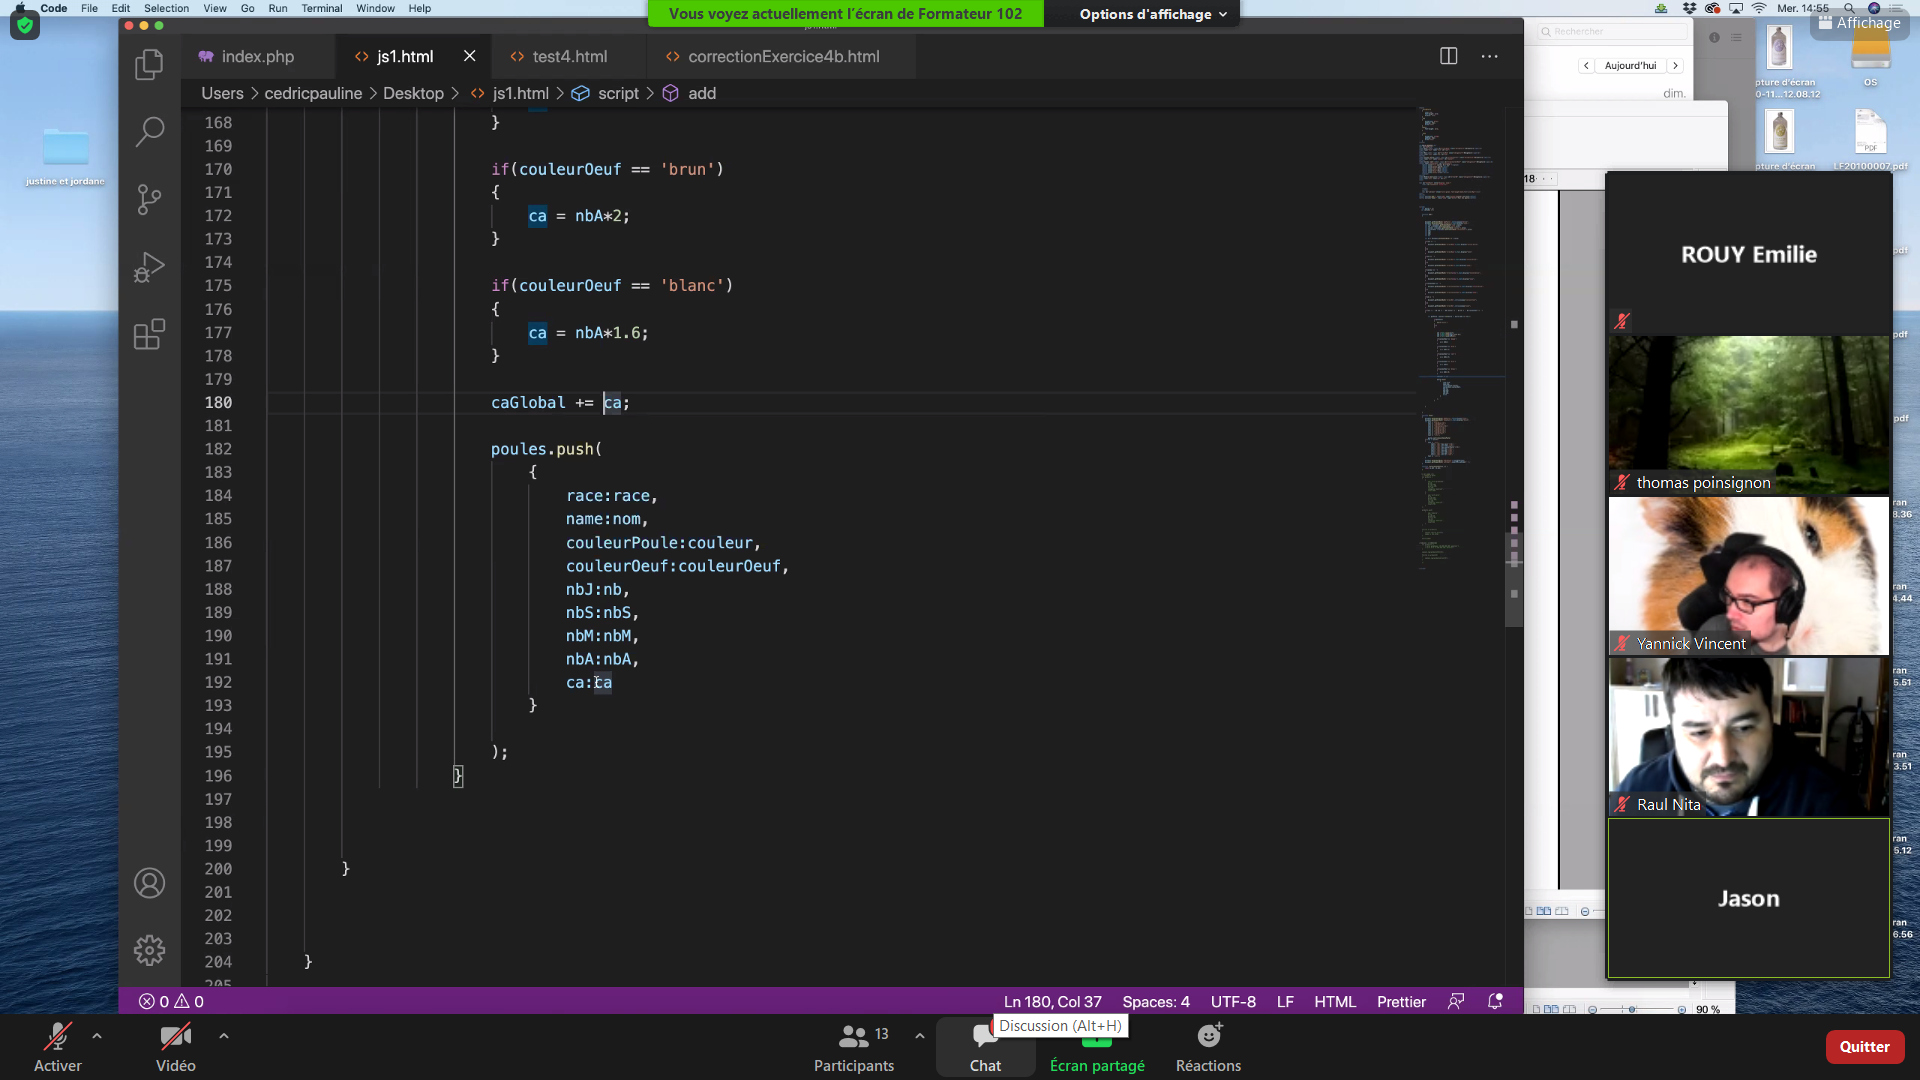 Code File Edit Selection View Go Run Terminal Window Help
Vous voyez actuellement l'écran de Formateur 102
Options d'affichage
Mer. 14:55
Affichage
index.php
js1.html
test4.html
correctionExercice4b.html
Users > cedricpauline > Desktop > js1.html > script > add
168 }
169
170 if(couleurOeuf == 'brun')
171 {
172 ca = nbA*2;
173 }
174
175 if(couleurOeuf == 'blanc')
176 {
177 ca = nbA*1.6;
178 }
179
180 caGlobal += ca;
181
182 poules.push(
183 {
184 race:race,
185 name:nom,
186 couleurPoule:couleur,
187 couleurOeuf:couleurOeuf,
188 nbJ:nb,
189 nbS:nbS,
190 nbM:nbM,
191 nbA:nbA,
192 ca:ca
193 }
194
195 );
196 }
197
198
199
200 }
201
202
203
204 }
205
0 0
Ln 180, Col 37
Spaces: 4
UTF-8
LF
HTML
Prettier
justine et jordane
Rechercher
Aujourd'hui
dim.
18
pture d'écran
0-11...12.08.12
OS
pture d'écran
LE20100007.pdf
ROUY Emilie
thomas poinsignon
Yannick Vincent
Raul Nita
Jason
90 %
Discussion (Alt+H)
Activer
Vidéo
Participants 13
Chat
Écran partagé
Réactions
Quitter